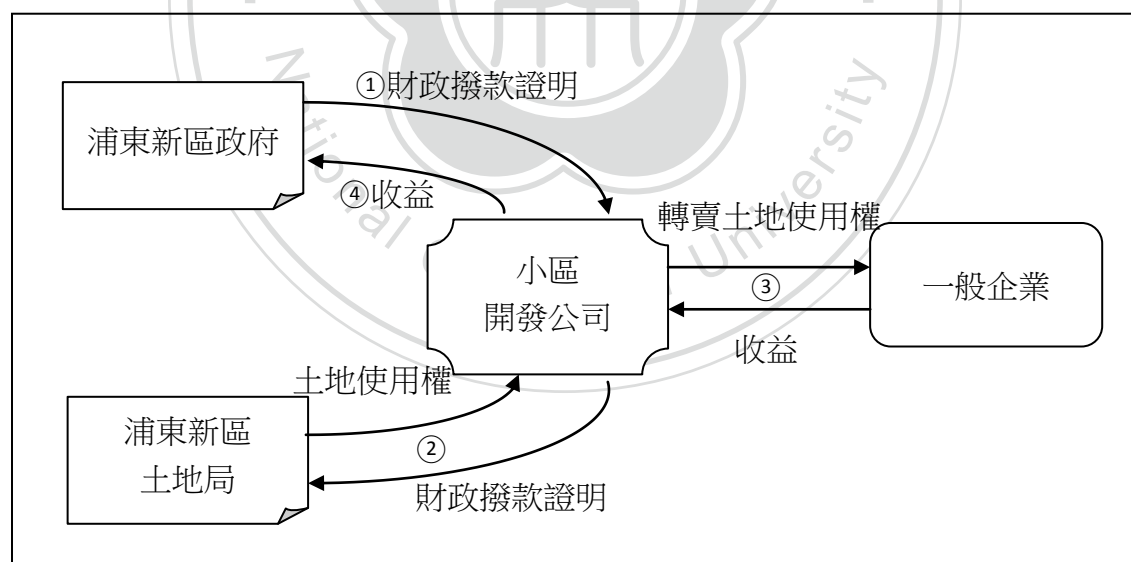 ①財政撥款證明
浦東新區政府
④收益
轉賣土地使用權
小區
開發公司
③
一般企業
收益
土地使用權
浦東新區
土地局
②
財政撥款證明
National
University